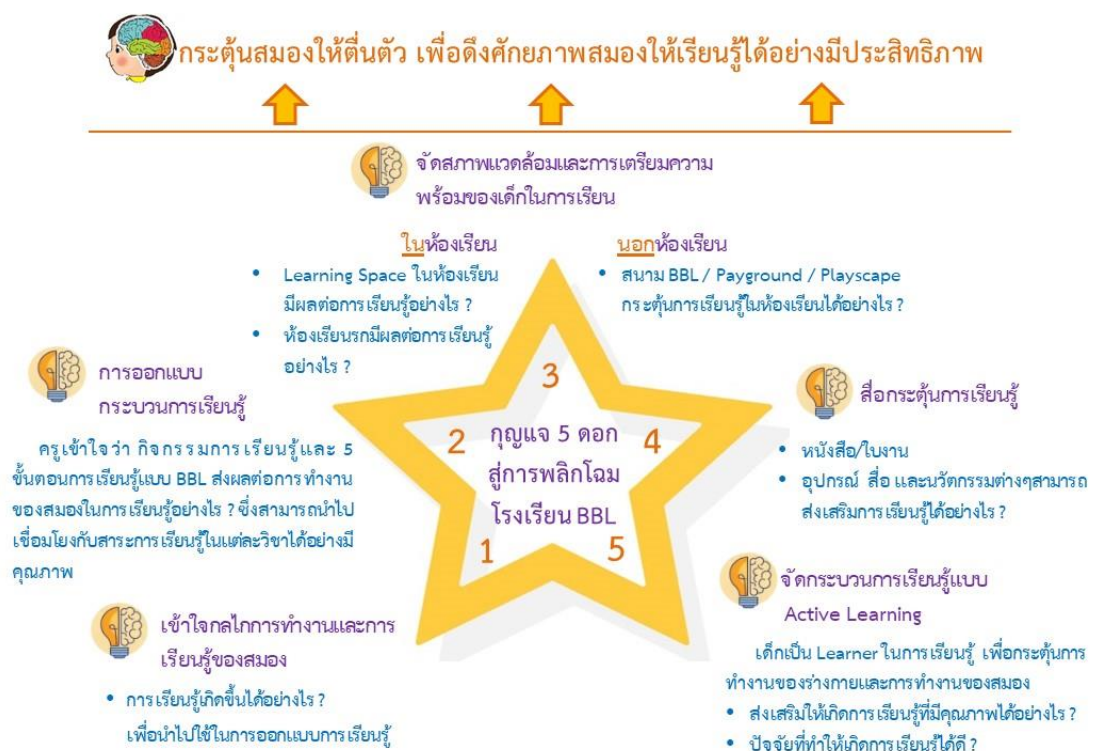 กระตุ้นสมองให้ตื่นตัว เพื่อดึงศักยภาพสมองให้เรียนรู้ได้อย่างมีประสิทธิภาพ
จัดสภาพแวดล้อมและการเตรียมความ
พร้อมของเด็กในการเรียน
ในห้องเรียน
• Learning Space ในห้องเรียน
มีผลต่อการเรียนรู้อย่างไร ?
• ห้องเรียนรกมีผลต่อการเรียนรู้
อย่างไร ?
นอกห้องเรียน
• สนาม BBL / Payground / Playscape
กระตุ้นการเรียนรู้ในห้องเรียนได้อย่างไร ?
การออกแบบ
กระบวนการเรียนรู้
ครูเข้าใจว่า กิจกรรมการเรียนรู้และ 5
ขั้นตอนการเรียนรู้แบบ BBL ส่งผลต่อการทำงาน
ของสมองในการเรียนรู้อย่างไร ? ซึ่งสามารถนำไป
เชื่อมโยงกับสาระการเรียนรู้ในแต่ละวิชาได้อย่างมี
คุณภาพ
3
2
4
กุญแจ 5 ดอก
สู่การพลิกโฉม
โรงเรียน BBL
1
5
สื่อกระตุ้นการเรียนรู้
• หนังสือ/ใบงาน
• อุปกรณ์ สื่อ และนวัตกรรมต่างๆสามารถ
ส่งเสริมการเรียนรู้ได้อย่างไร ?
เข้าใจกลไกการทำงานและการ
เรียนรู้ของสมอง
• การเรียนรู้เกิดขึ้นได้อย่างไร ?
เพื่อนำไปใช้ในการออกแบบการเรียนรู้
จัดกระบวนการเรียนรู้แบบ
Active Learning
เด็กเป็น Learner ในการเรียนรู้ เพื่อกระตุ้นการ
ทำงานของร่างกายและการทำงานของสมอง
• ส่งเสริมให้เกิดการเรียนรู้ที่มีคุณภาพได้อย่างไร ?
• ปัจจัยที่ทำให้เกิดการเรียนรู้ได้ดี ?